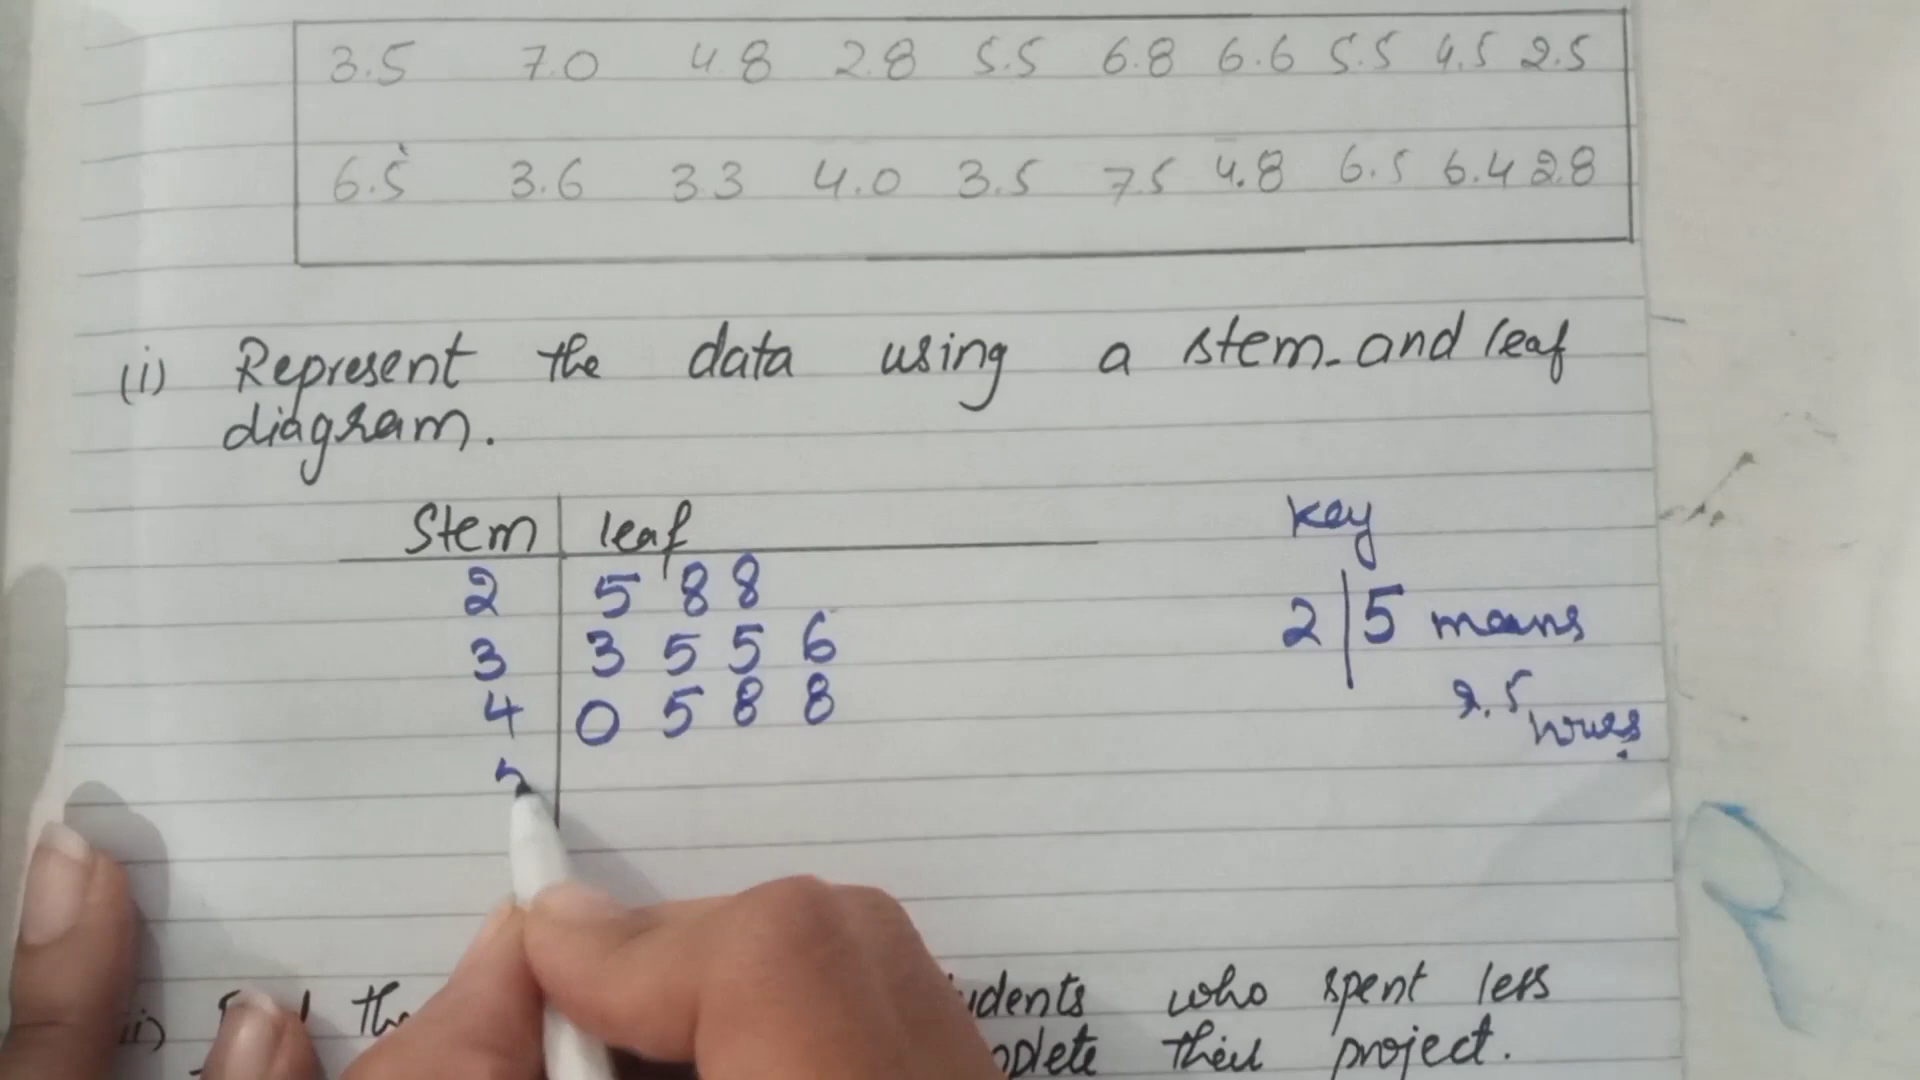 3.5 7.0 4.8 2.8 5.5 6.8 6.6 5.5 4.5 2.5
6.5 3.6 3.3 4.0 3.5 7.5 4.8 6.5 6.4 2.8
(i) Represent the data using a stem-and leaf
diagram.
Stem leaf
2 5 8 8
3 3 5 5 6
4 0 5 8 8
key
2|5 means
2.5
hours
who spent less
their project.